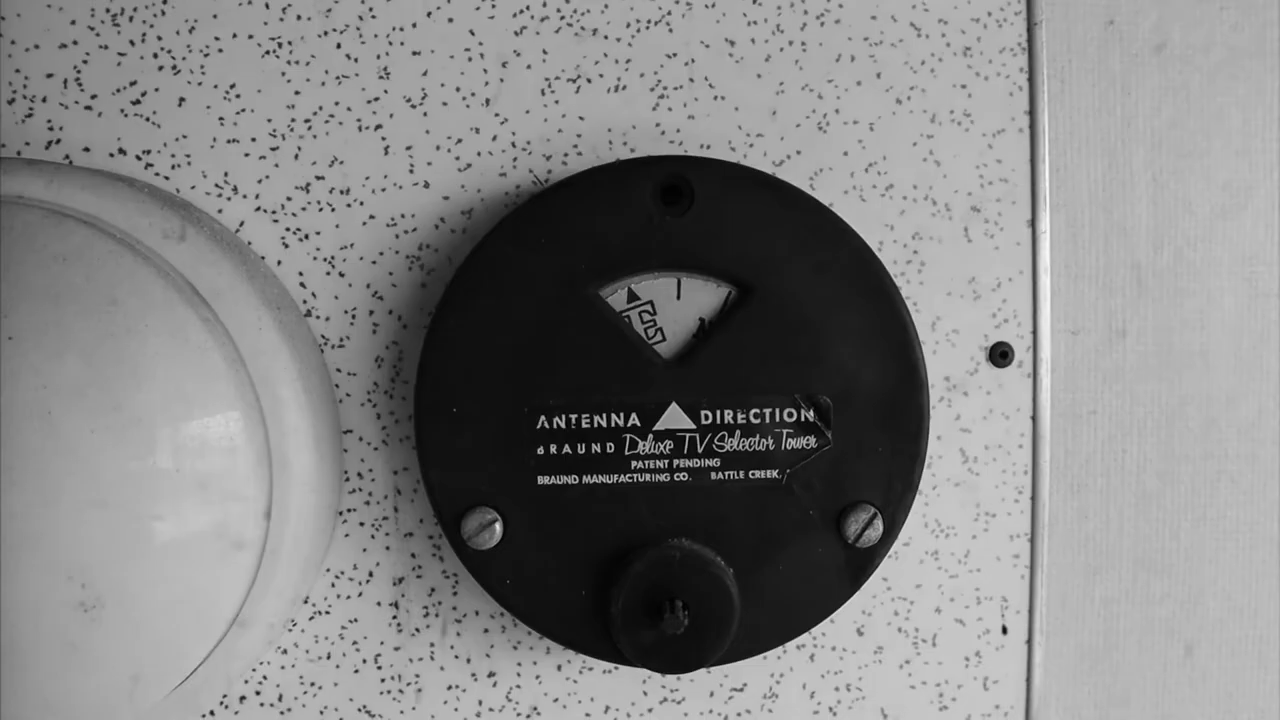 ANTENNA DIRECTION
BRAUND Deluxe TV Selector Tower
PATENT PENDING
BRAUND MANUFACTURING CO. BATTLE CREEK,